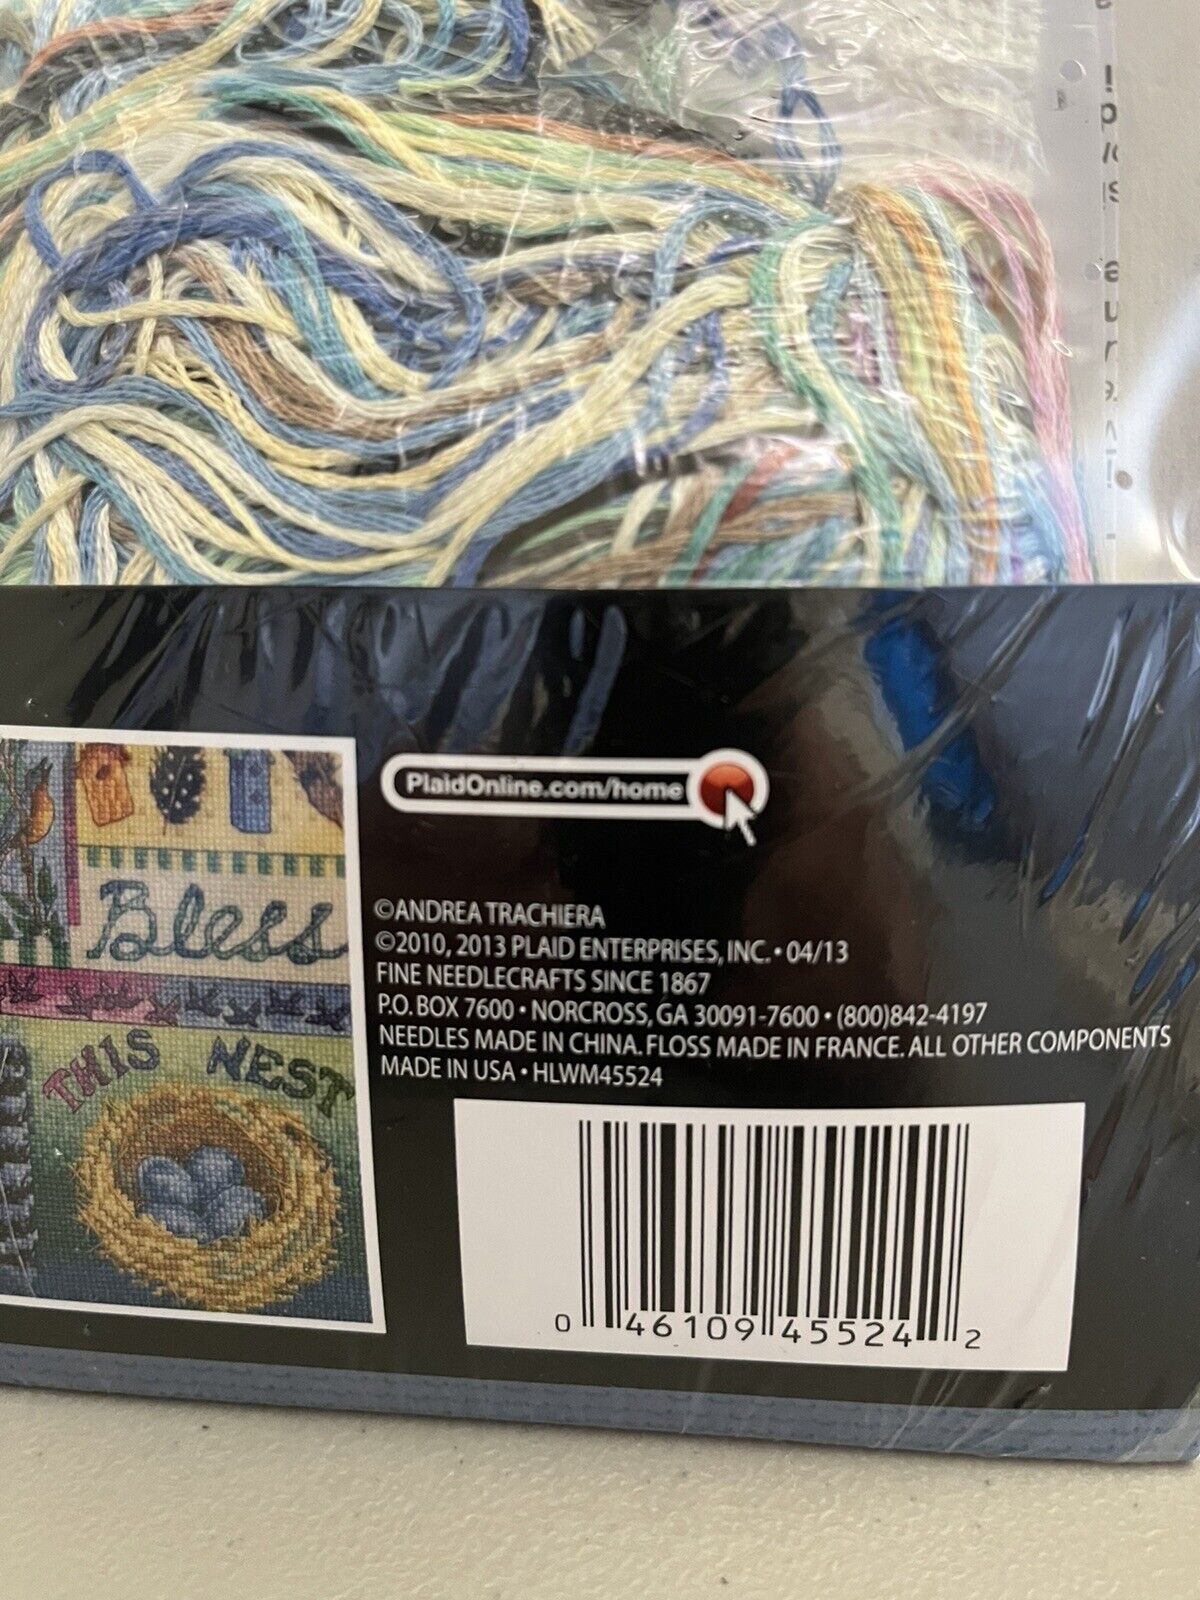 PlaidOnline.com/home
Bless
THIS NEST
©ANDREA TRACHIERA
©2010, 2013 PLAID ENTERPRISES, INC. • 04/13
FINE NEEDLECRAFTS SINCE 1867
P.O. BOX 7600 • NORCROSS, GA 30091-7600 • (800)842-4197
NEEDLES MADE IN CHINA. FLOSS MADE IN FRANCE. ALL OTHER COMPONENTS
MADE IN USA • HLWM45524
0 46109 45524 2